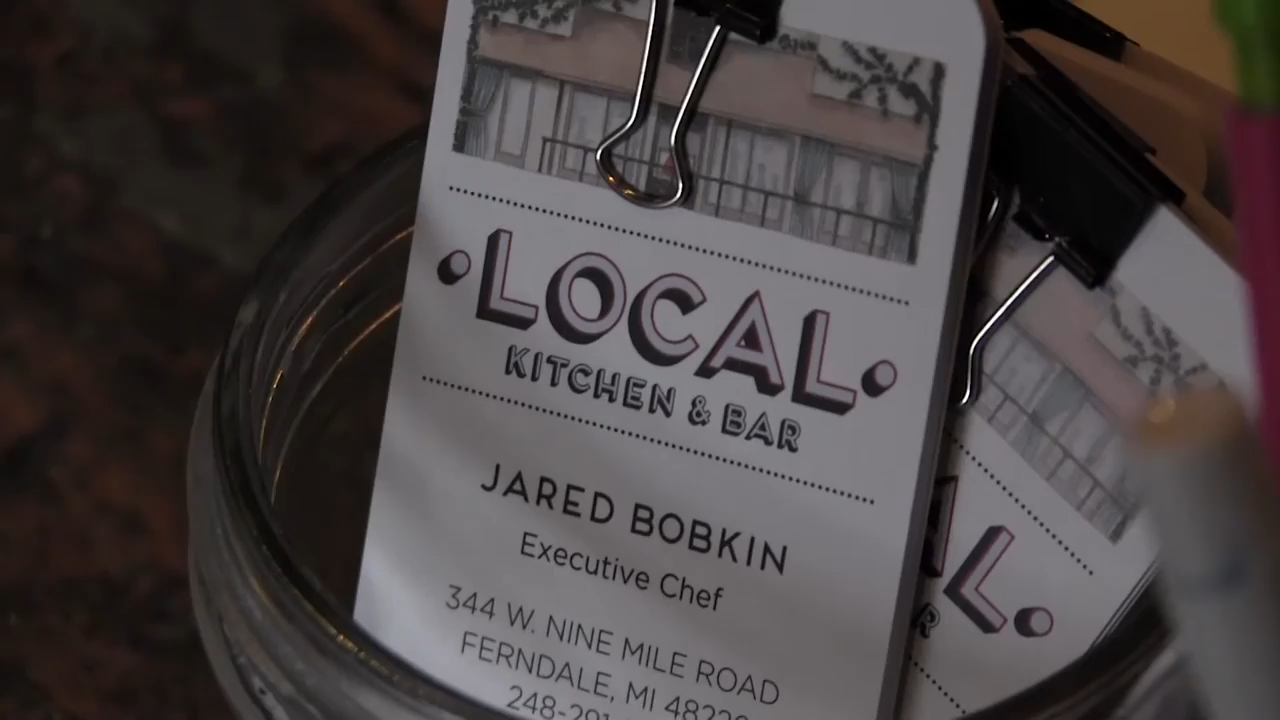 •LOCAL•
KITCHEN & BAR
JARED BOBKIN
Executive Chef
344 W. NINE MILE ROAD
FERNDALE, MI
L•
R